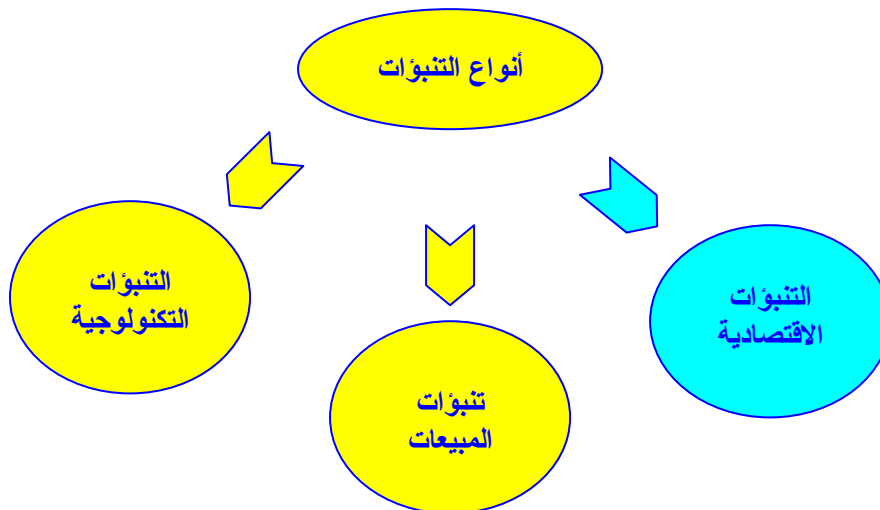 أنواع التنبؤات
التنبؤات
الاقتصادية
تنبؤات
المبيعات
التنبؤات
التكنولوجية